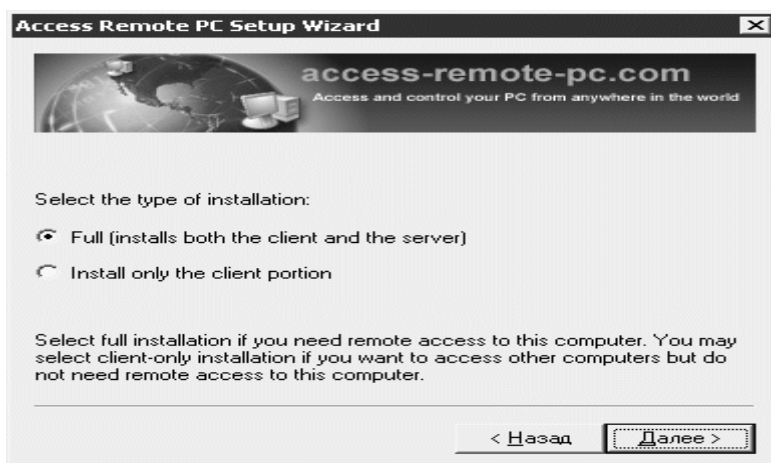 Access Remote PC Setup Wizard
access-remote-pc.com
Access and control your PC from anywhere in the world
Select the type of installation:
Full (installs both the client and the server)
Install only the client portion
Select full installation if you need remote access to this computer. You may
select client-only installation if you want to access other computers but do
not need remote access to this computer.
< Назад
Далее >